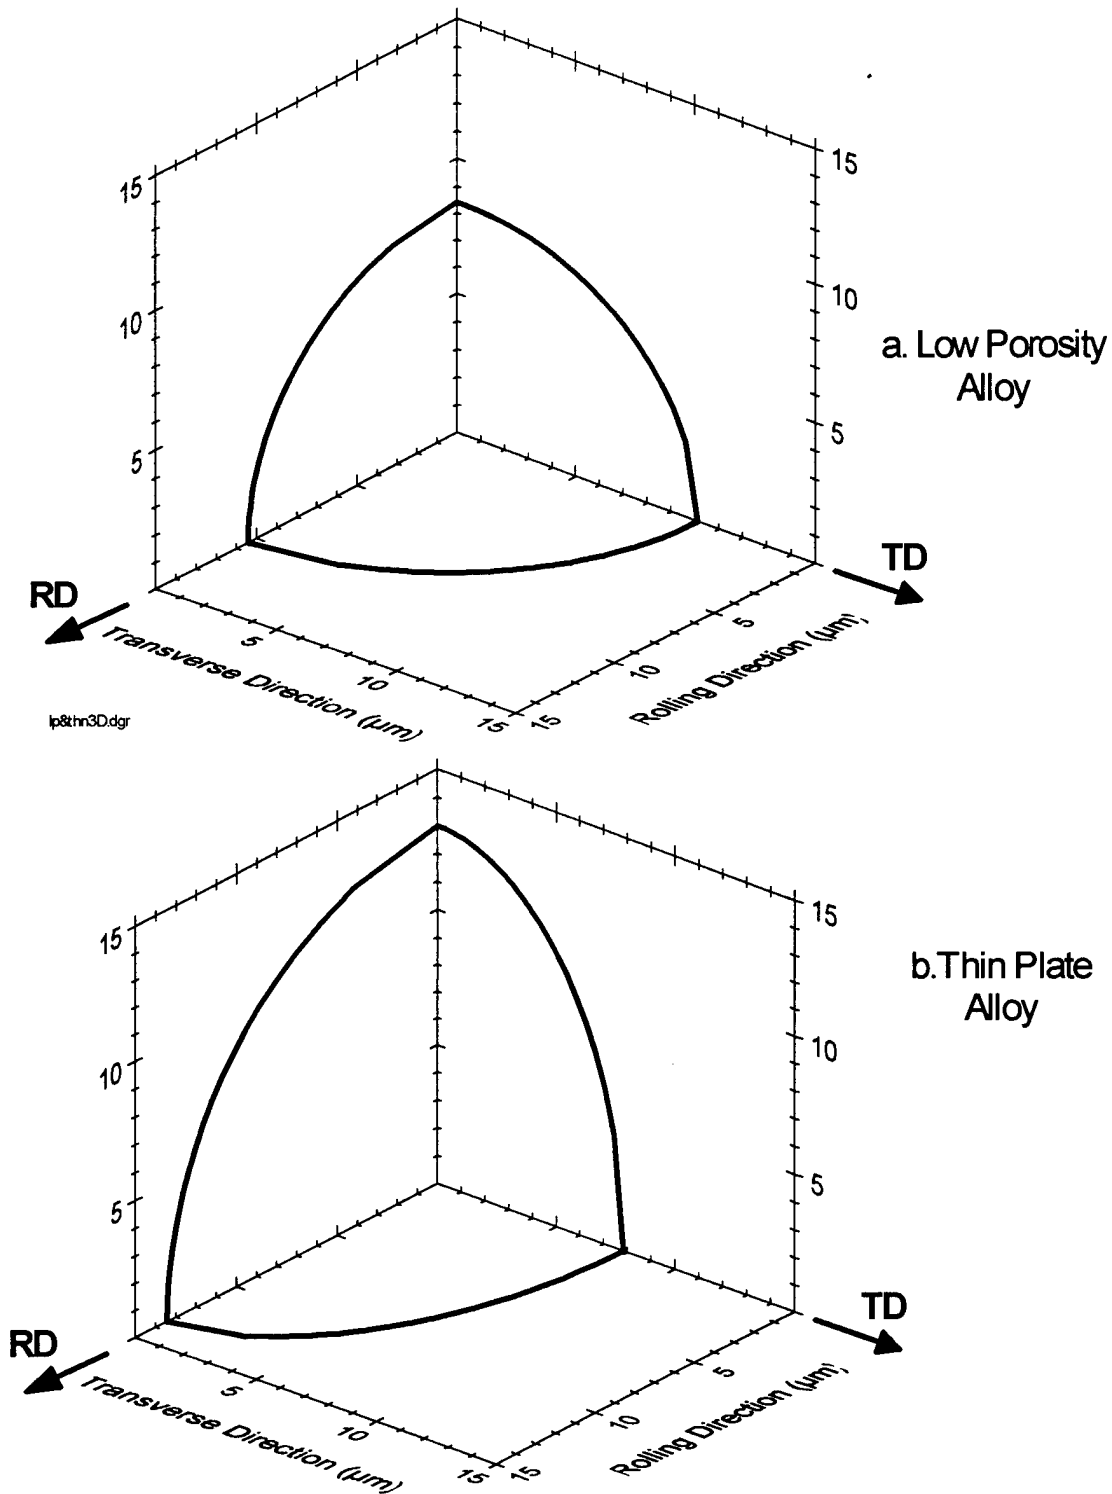 15
10
5
15
10
5
a. Low Porosity
Alloy
RD
TD
5
10
15
15
10
5
Transverse Direction (µm)
Rolling Direction (µm)
lp&thn3D.dgr
15
10
5
15
10
5
b.Thin Plate
Alloy
RD
TD
5
10
15
15
10
5
Transverse Direction (µm)
Rolling Direction (µm)